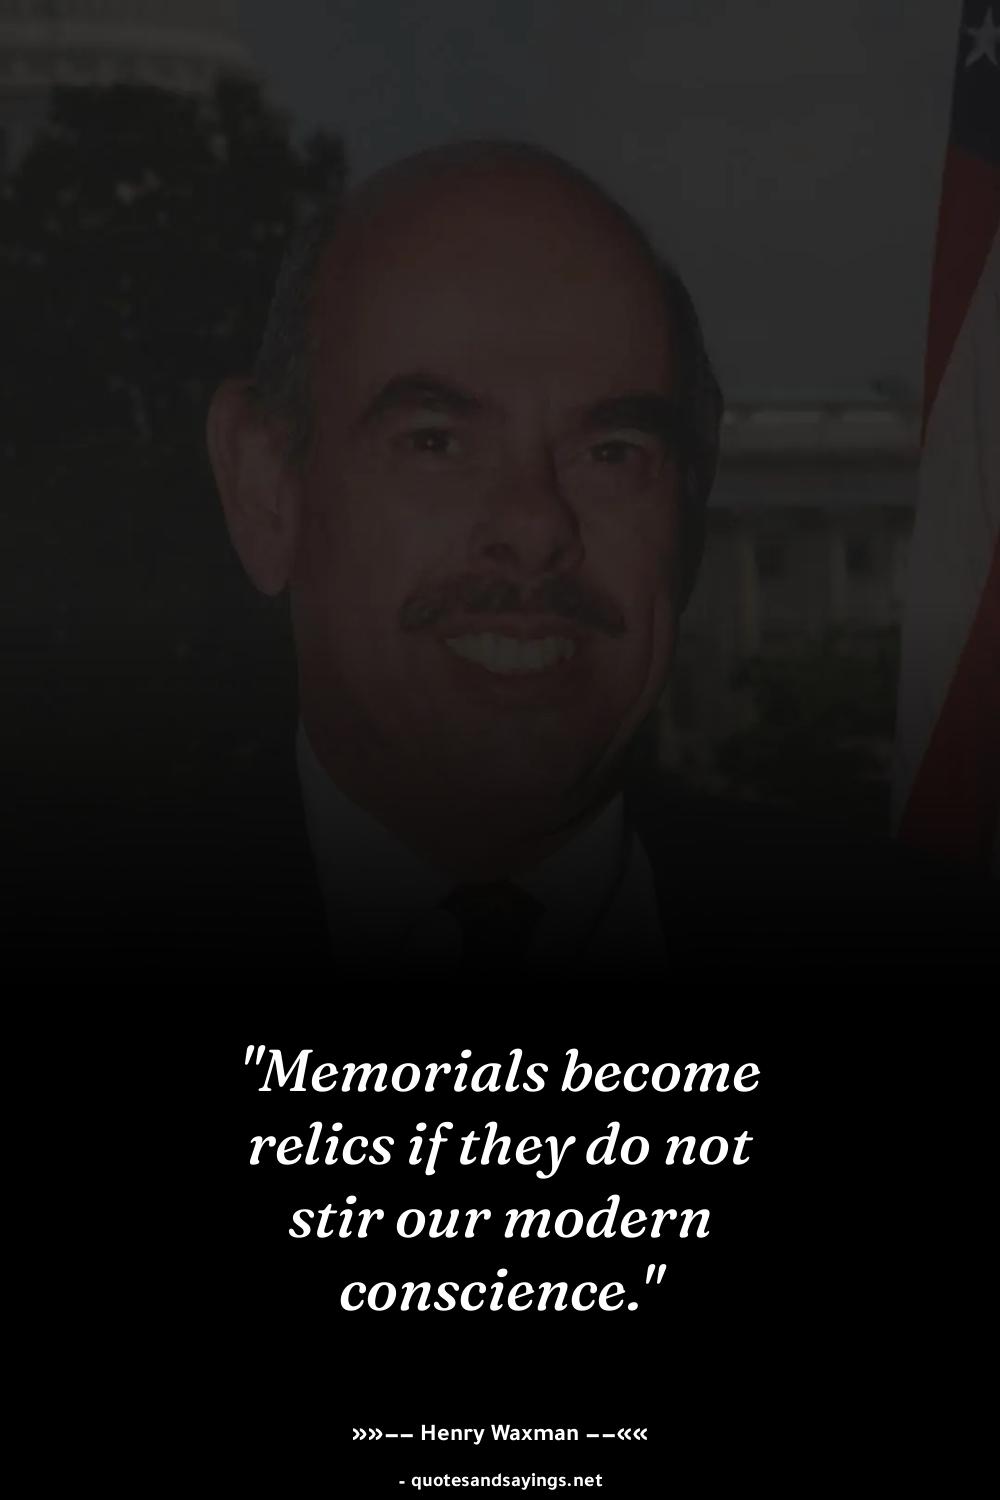 "Memorials become
relics if they do not
stir our modern
conscience."
»»−− Henry Waxman −−««
- quotesandsayings.net